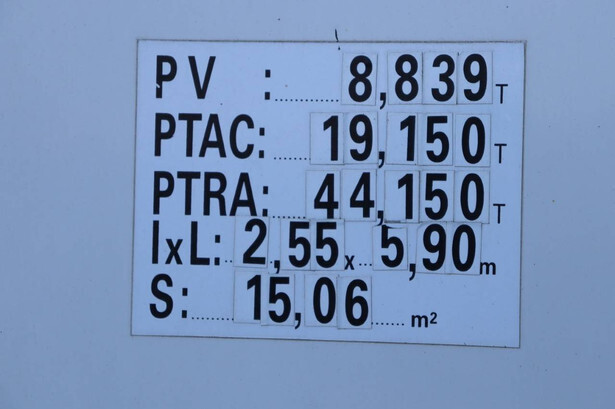 PV : 8,839 T
PTAC: 19,150 T
PTRA: 44,150 T
IxL: 2,55 x 5,90 m
S: 15,06 m²